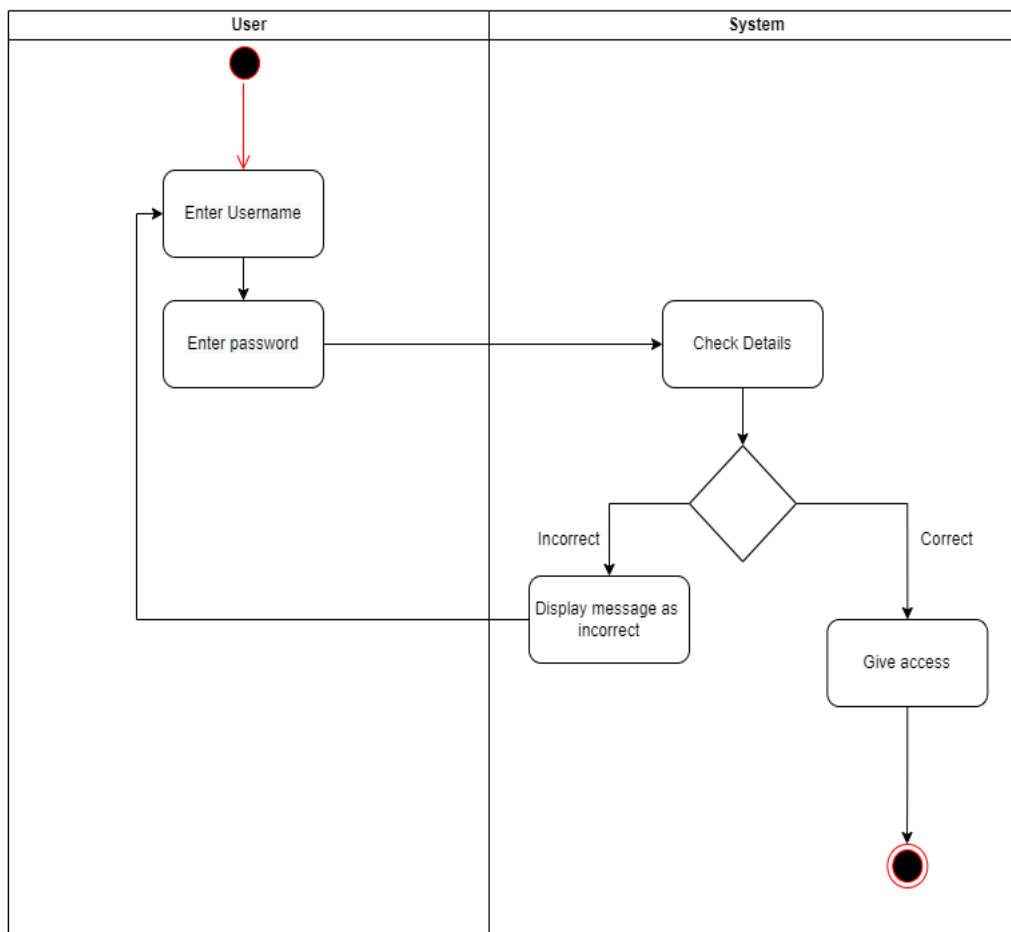 User
System
Enter Username
Enter password
Check Details
Incorrect
Correct
Display message as
incorrect
Give access